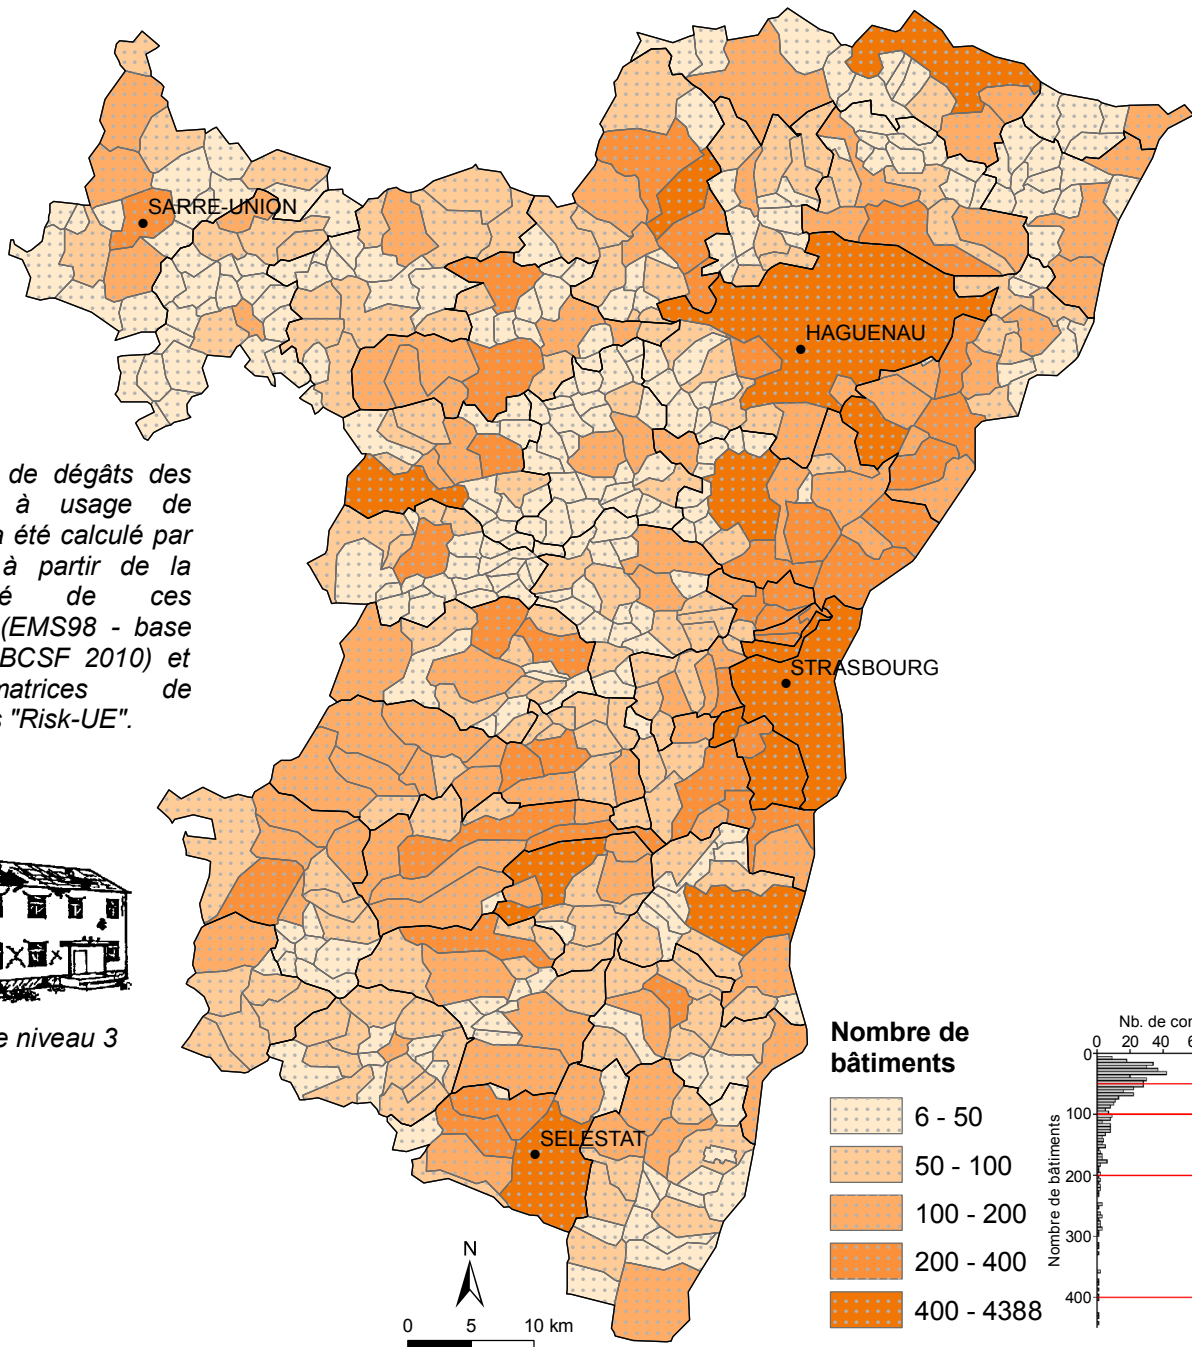 SARRE-UNION
HAGUENAU
de dégâts des
à usage de
été calculé par
à partir de la
de ces
(EMS98 - base
BCSF 2010) et
de
"Risk-UE".
STRASBOURG
niveau 3
SELESTAT
N
0 5 10 km
Nombre de
bâtiments
6 - 50
50 - 100
100 - 200
200 - 400
400 - 4388
Nb. de
0 20 40
Nombre de bâtiments
0
100
200
300
400